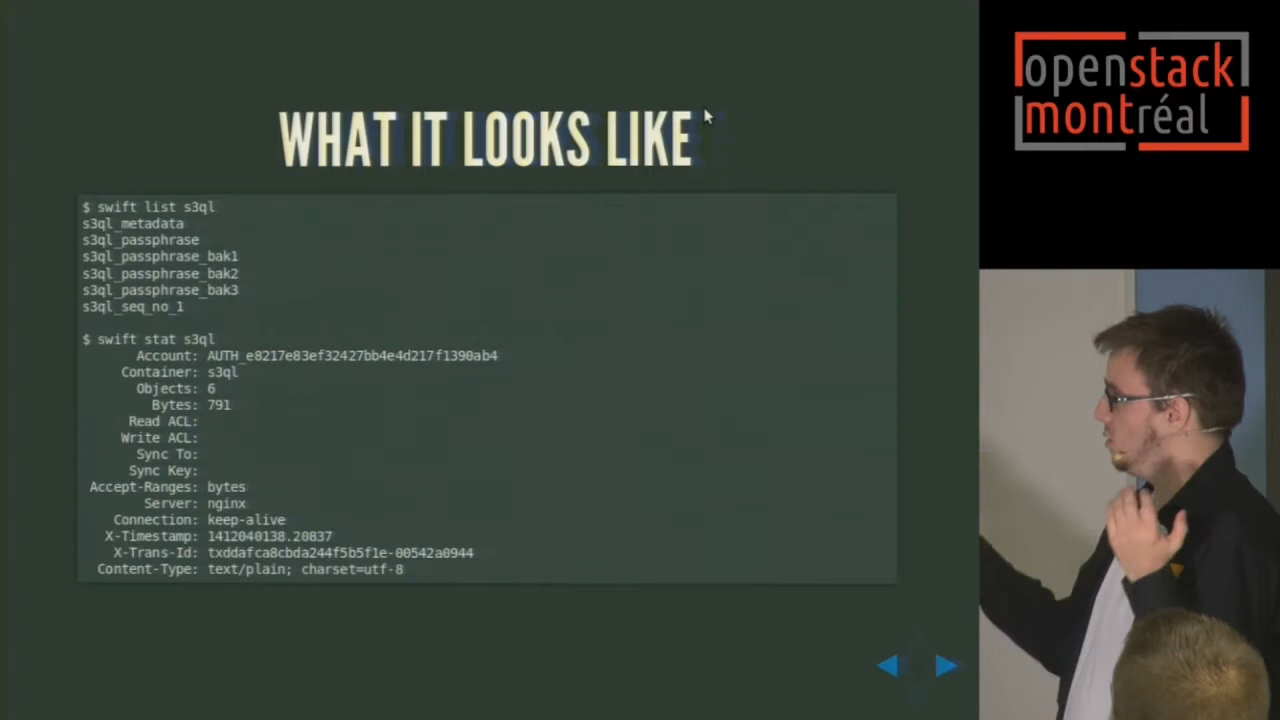 WHAT IT LOOKS LIKE
$ swift list s3ql
s3ql_metadata
s3ql_passphrase
s3ql_passphrase_bak1
s3ql_passphrase_bak2
s3ql_passphrase_bak3
s3ql_seq_no_1
$ swift stat s3ql
Account: AUTH_e8217e83ef32427bb4e4d217f1390ab4
Container: s3ql
Objects: 6
Bytes: 791
Read ACL:
Write ACL:
Sync To:
Sync Key:
Accept-Ranges: bytes
Server: nginx
Connection: keep-alive
X-Timestamp: 1412040138.20837
X-Trans-Id: txddafca8cbda244f5b5f1e-00542a0944
Content-Type: text/plain; charset=utf-8
openstack
montréal